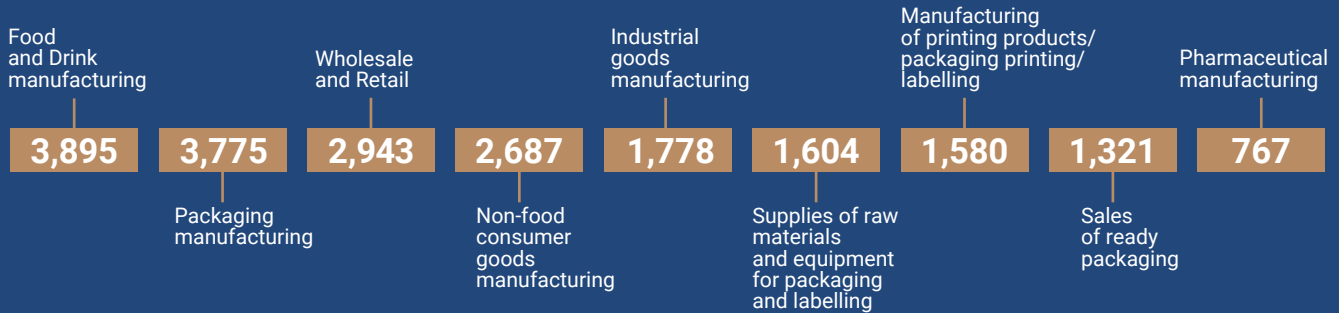 Food
and Drink
manufacturing
Wholesale
and Retail
Industrial
goods
manufacturing
Manufacturing
of printing products/
packaging printing/
labelling
Pharmaceutical
manufacturing
3,895
3,775
2,943
2,687
1,778
1,604
1,580
1,321
767
Packaging
manufacturing
Non-food
consumer
goods
manufacturing
Supplies of raw
materials
and equipment
for packaging
and labelling
Sales
of ready
packaging